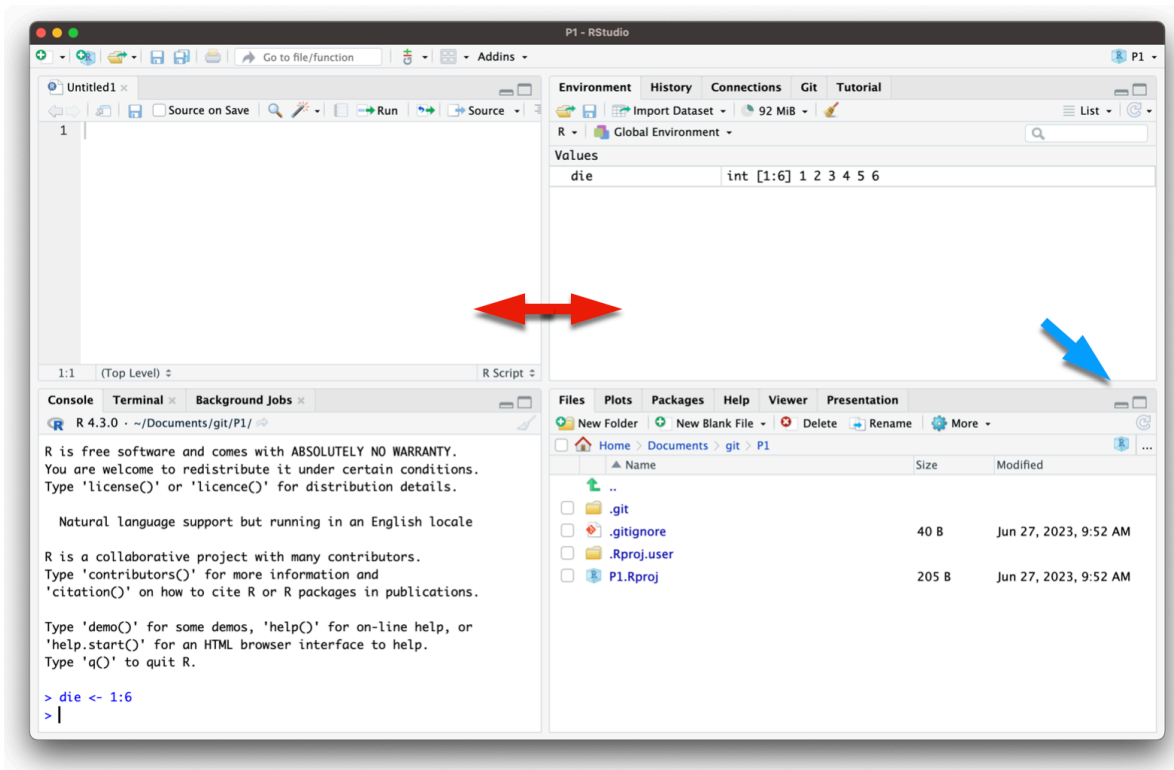 P1 - RStudio
Go to file/function
Addins
P1
Untitled1
Source on Save
Run
Source
1
1:1 (Top Level)
R Script
Environment History Connections Git Tutorial
Import Dataset
92 MiB
List
R
Global Environment
Values
die int [1:6] 1 2 3 4 5 6
Console Terminal Background Jobs
R 4.3.0 · ~/Documents/git/P1/
R is free software and comes with ABSOLUTELY NO WARRANTY.
You are welcome to redistribute it under certain conditions.
Type 'license()' or 'licence()' for distribution details.
Natural language support but running in an English locale
R is a collaborative project with many contributors.
Type 'contributors()' for more information and
'citation()' on how to cite R or R packages in publications.
Type 'demo()' for some demos, 'help()' for on-line help, or
'help.start()' for an HTML browser interface to help.
Type 'q()' to quit R.
> die <- 1:6
>
Files Plots Packages Help Viewer Presentation
New Folder New Blank File Delete Rename More
Home > Documents > git > P1 ...
Name Size Modified
..
.git
.gitignore 40 B Jun 27, 2023, 9:52 AM
.Rproj.user
P1.Rproj 205 B Jun 27, 2023, 9:52 AM